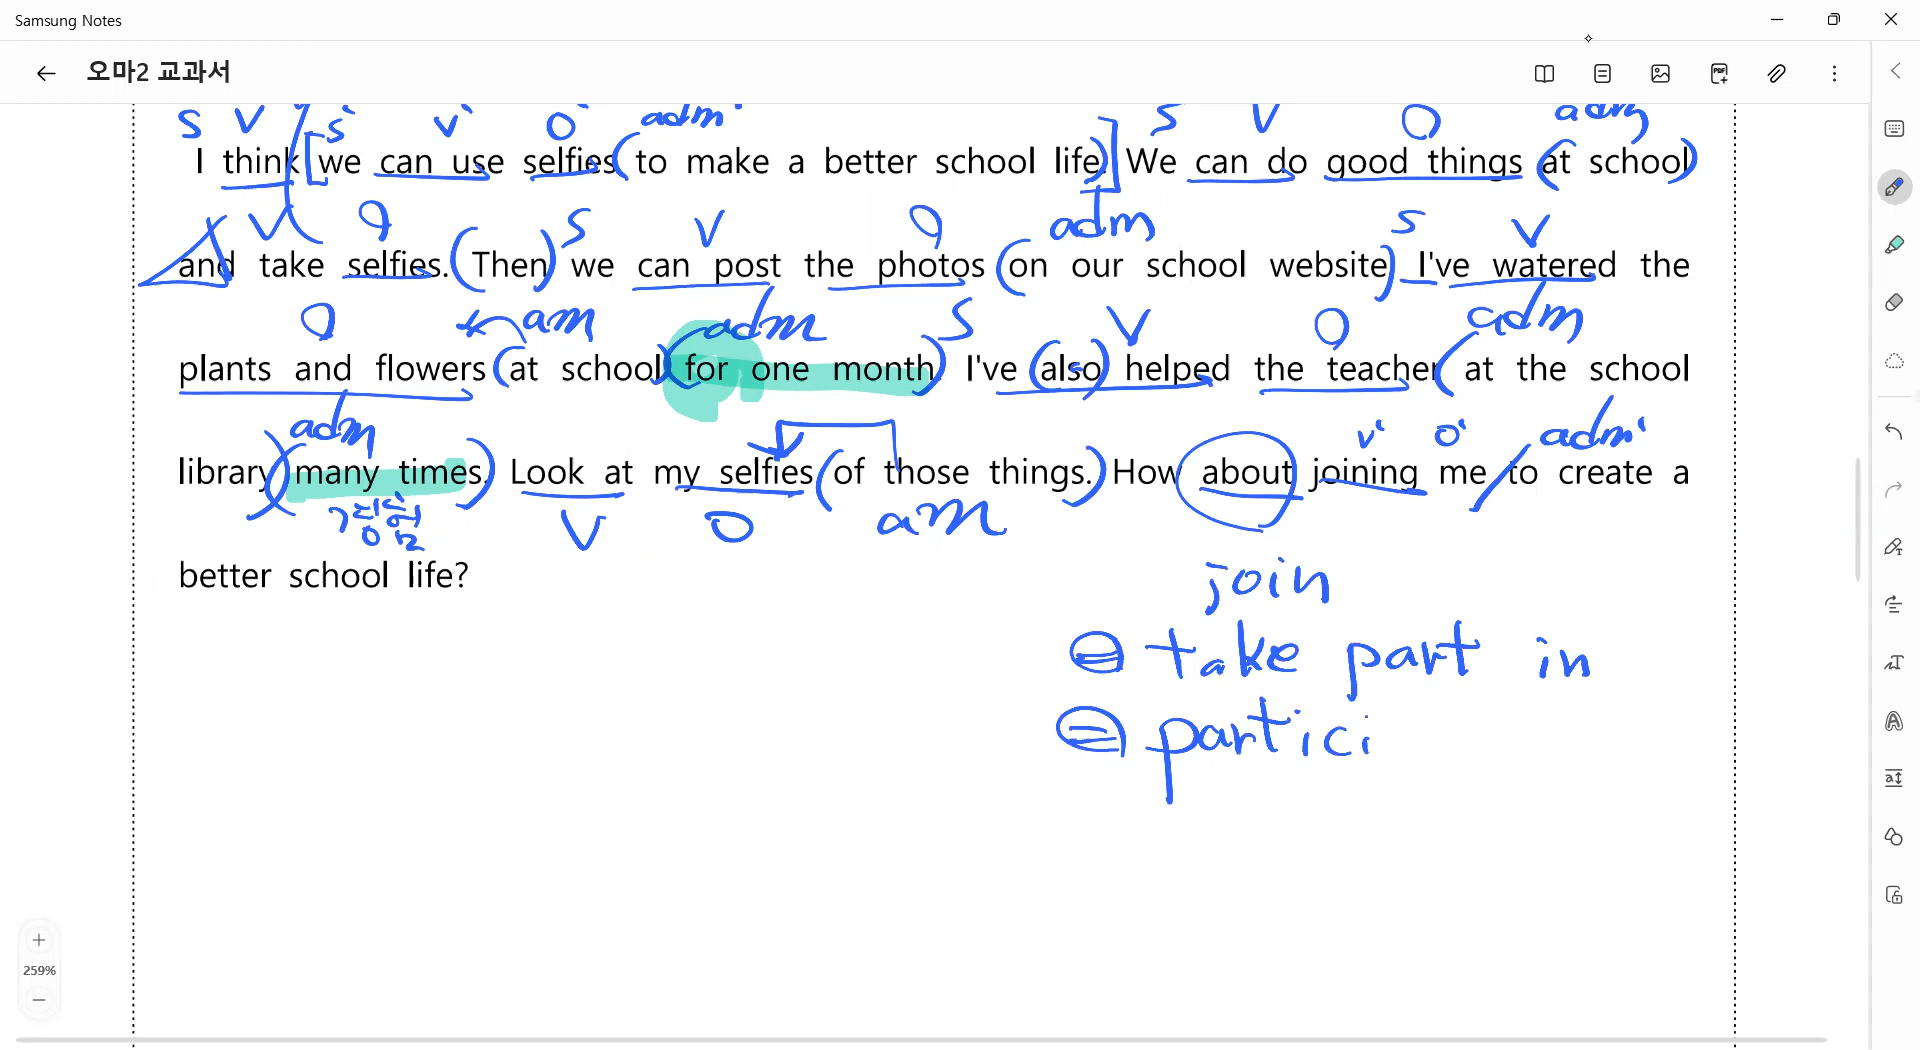 Samsung Notes
오마2 교과서
S V S' V' O' adm' S V O adm
I think we can use selfies to make a better school life. We can do good things at school
V O S V O adm S V
and take selfies. Then we can post the photos on our school website. I've watered the
O am adm S V O adm
plants and flowers at school for one month. I've also helped the teacher at the school
adm V' O' adm'
library many times. Look at my selfies of those things. How about joining me to create a
V O am
better school life?
join
= take part in
= partici
259%